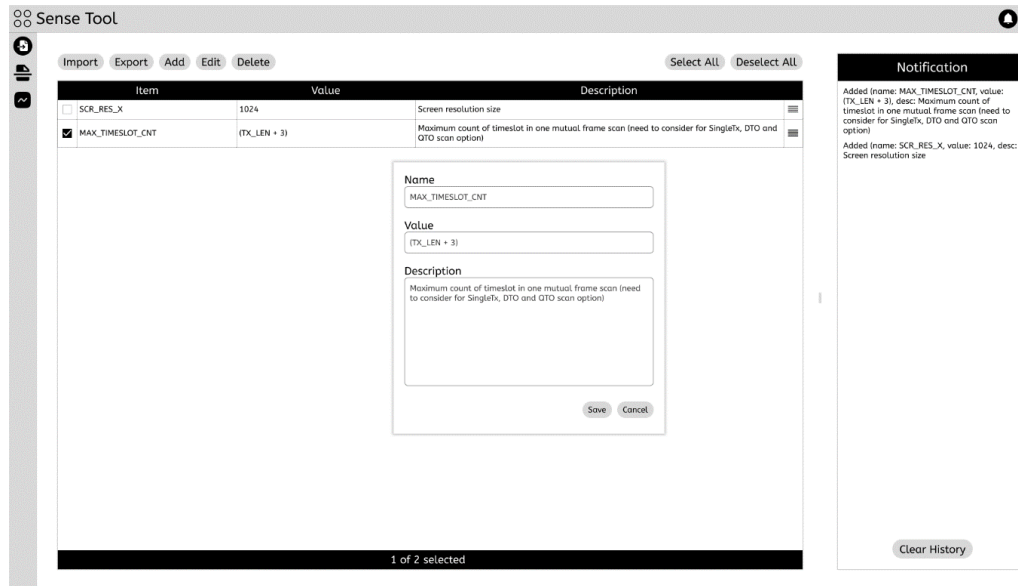 Sense Tool
Import Export Add Edit Delete
Select All Deselect All
Item Value Description
SCR_RES_X 1024 Screen resolution size
MAX_TIMESLOT_CNT (TX_LEN + 3) Maximum count of timeslot in one mutual frame scan (need to consider for SingleTx, DTO and
QTO scan option)
Name
MAX_TIMESLOT_CNT
Value
(TX_LEN + 3)
Description
Maximum count of timeslot in one mutual frame scan (need
to consider for SingleTx, DTO and QTO scan option)
Save Cancel
1 of 2 selected
Notification
Added (name: MAX_TIMESLOT_CNT, value:
(TX_LEN + 3), desc: Maximum count of
timeslot in one mutual frame scan (need to
consider for SingleTx, DTO and QTO scan
option)
Added (name: SCR_RES_X, value: 1024, desc:
Screen resolution size
Clear History